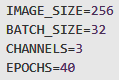 IMAGE_SIZE=256
BATCH_SIZE=32
CHANNELS=3
EPOCHS=40